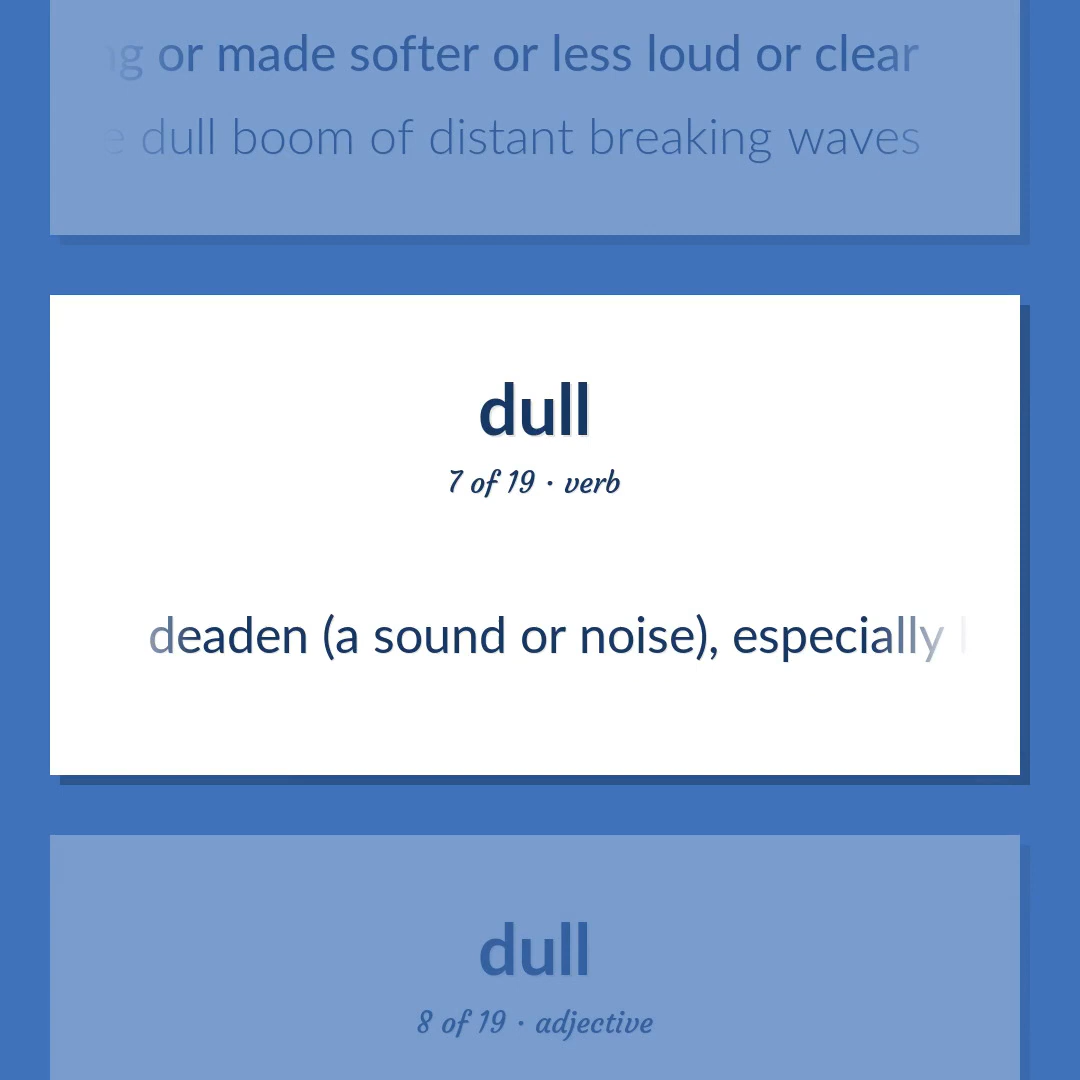 or made softer or less loud or clear
dull boom of distant breaking waves
dull
7 of 19 · verb
deaden (a sound or noise), especially
dull
8 of 19 · adjective